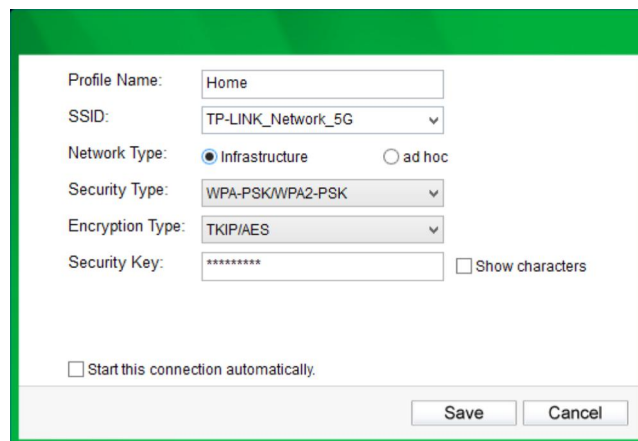 Profile Name: Home
SSID: TP-LINK_Network_5G
Network Type: Infrastructure ad hoc
Security Type: WPA-PSK/WPA2-PSK
Encryption Type: TKIP/AES
Security Key: ********* Show characters
Start this connection automatically.
Save Cancel